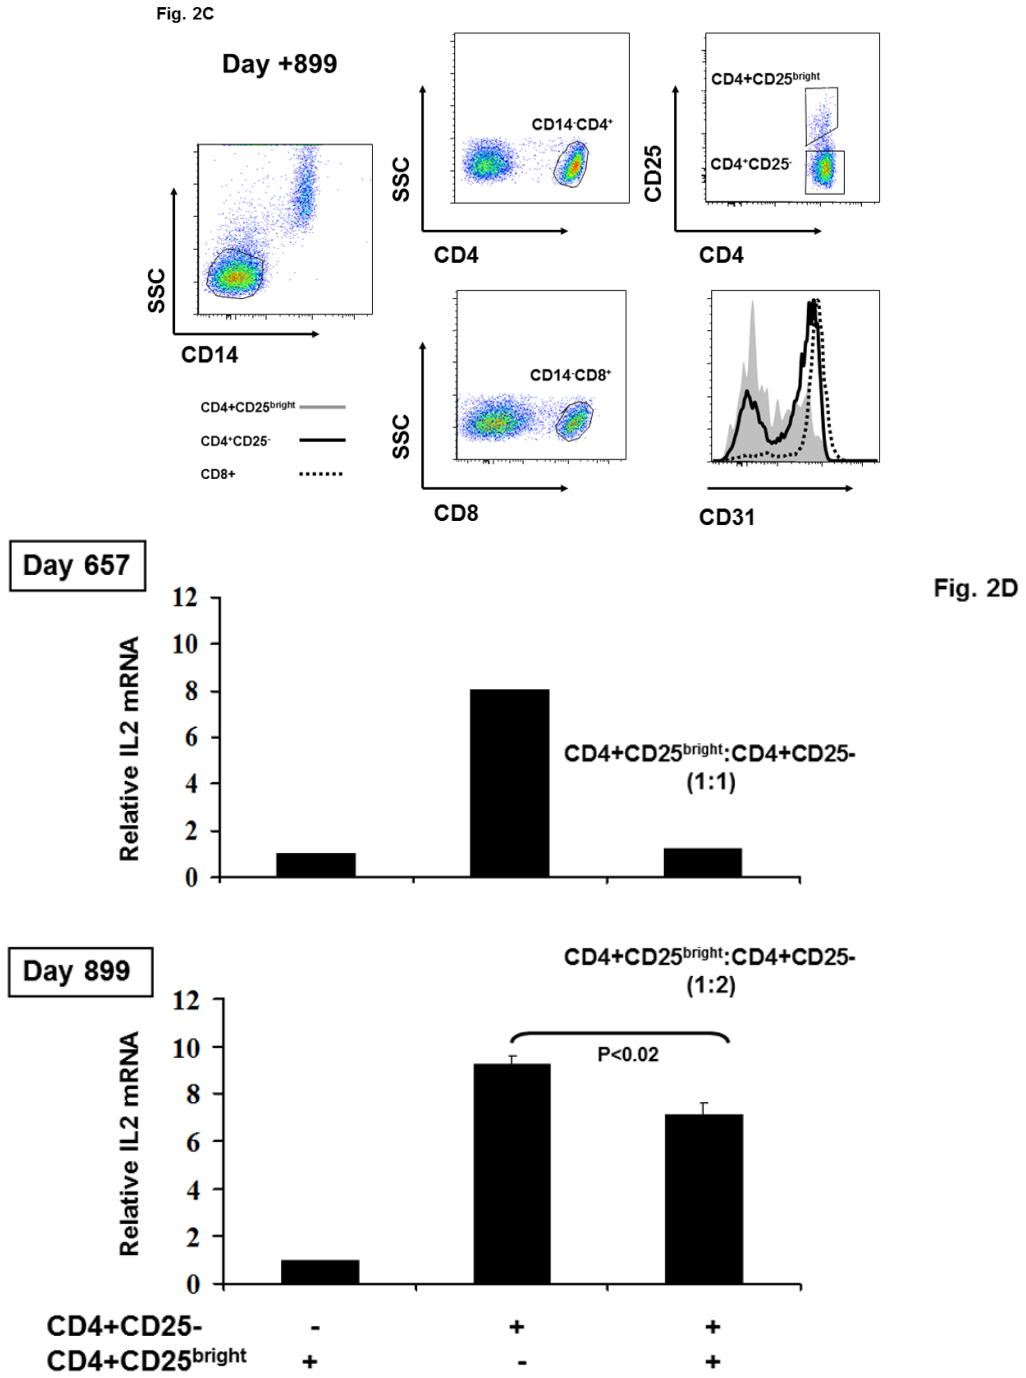 Fig. 2C
Day +899
SSC
CD14
SSC
CD14⁻CD4⁺
CD4
CD25
CD4+CD25bright
CD4⁺CD25⁻
CD4
CD4+CD25bright
CD4⁺CD25⁻
CD8+
SSC
CD14⁻CD8⁺
CD8
CD31
Day 657
Fig. 2D
Relative IL2 mRNA
12
10
8
6
4
2
0
CD4+CD25bright:CD4+CD25-
(1:1)
Day 899
CD4+CD25bright:CD4+CD25-
(1:2)
Relative IL2 mRNA
12
10
8
6
4
2
0
P<0.02
CD4+CD25- - + +
CD4+CD25bright + - +